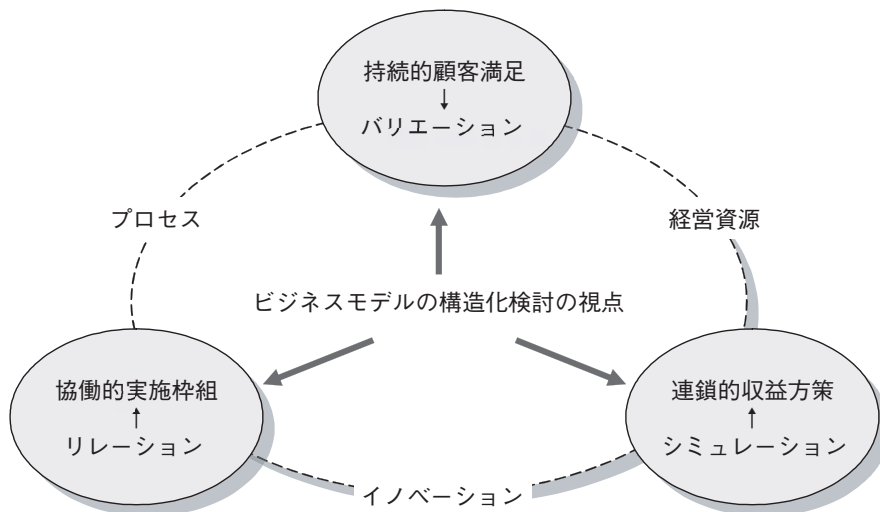 持続的顧客満足
↓
バリエーション
プロセス
経営資源
ビジネスモデルの構造化検討の視点
協働的実施枠組
↑
リレーション
連鎖的収益方策
↑
シミュレーション
イノベーション